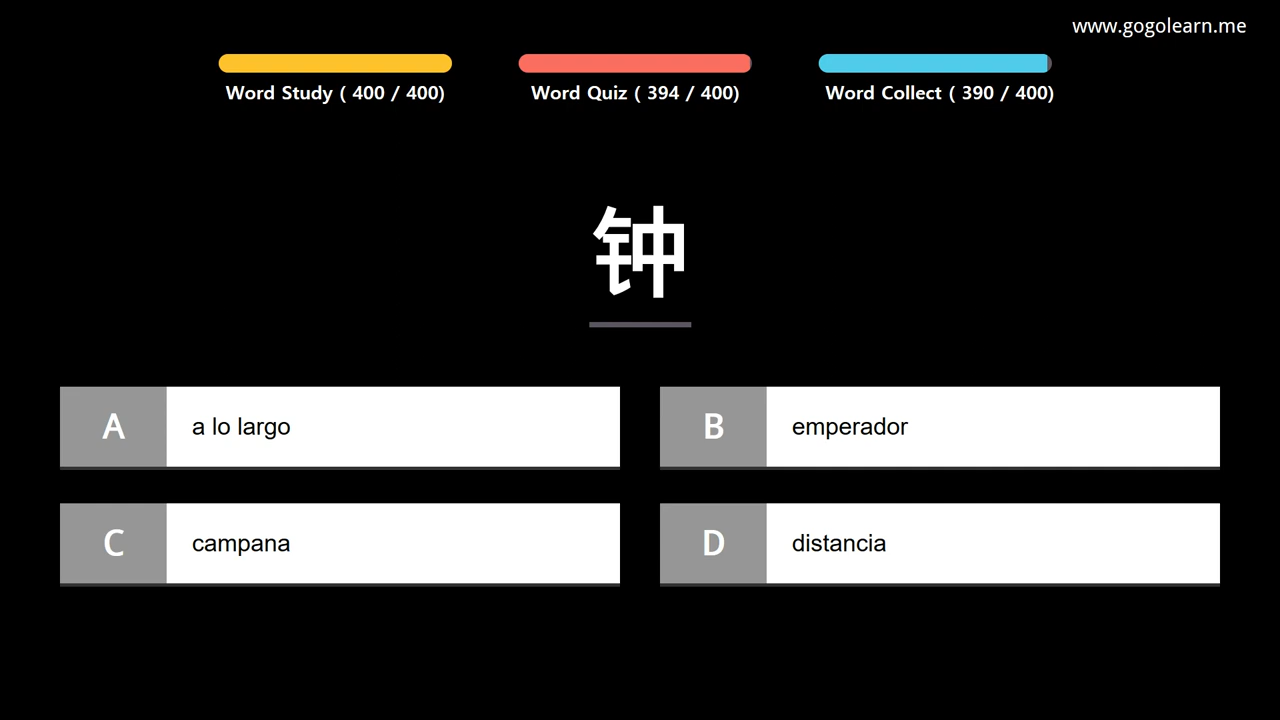 www.gogolearn.me
Word Study ( 400 / 400)
Word Quiz ( 394 / 400)
Word Collect ( 390 / 400)
钟
A a lo largo
B emperador
C campana
D distancia